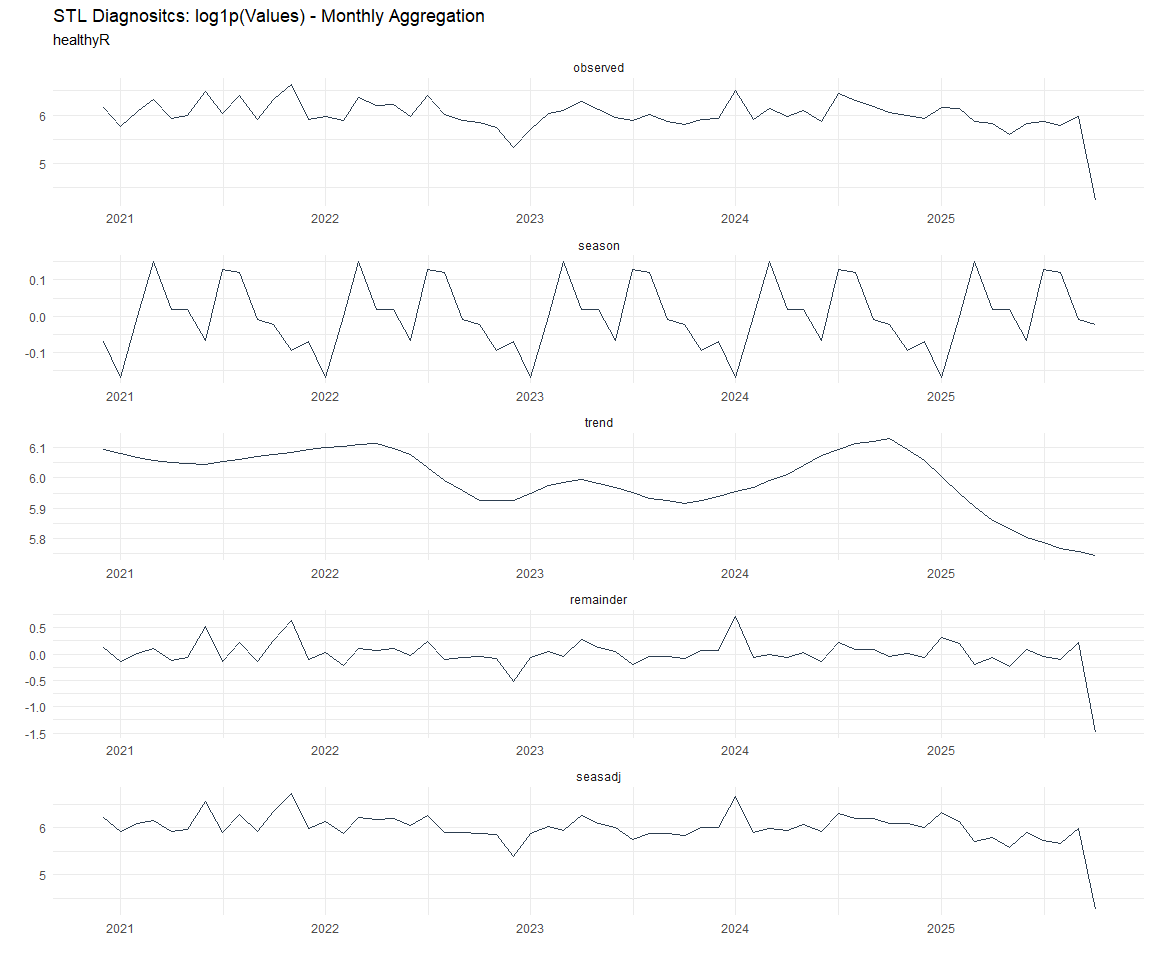 STL Diagnositcs: log1p(Values) - Monthly Aggregation
healthyR
observed
6
5
2021 2022 2023 2024 2025
season
0.1
0.0
-0.1
2021 2022 2023 2024 2025
trend
6.1
6.0
5.9
5.8
2021 2022 2023 2024 2025
remainder
0.5
0.0
-0.5
-1.0
-1.5
2021 2022 2023 2024 2025
seasadj
6
5
2021 2022 2023 2024 2025